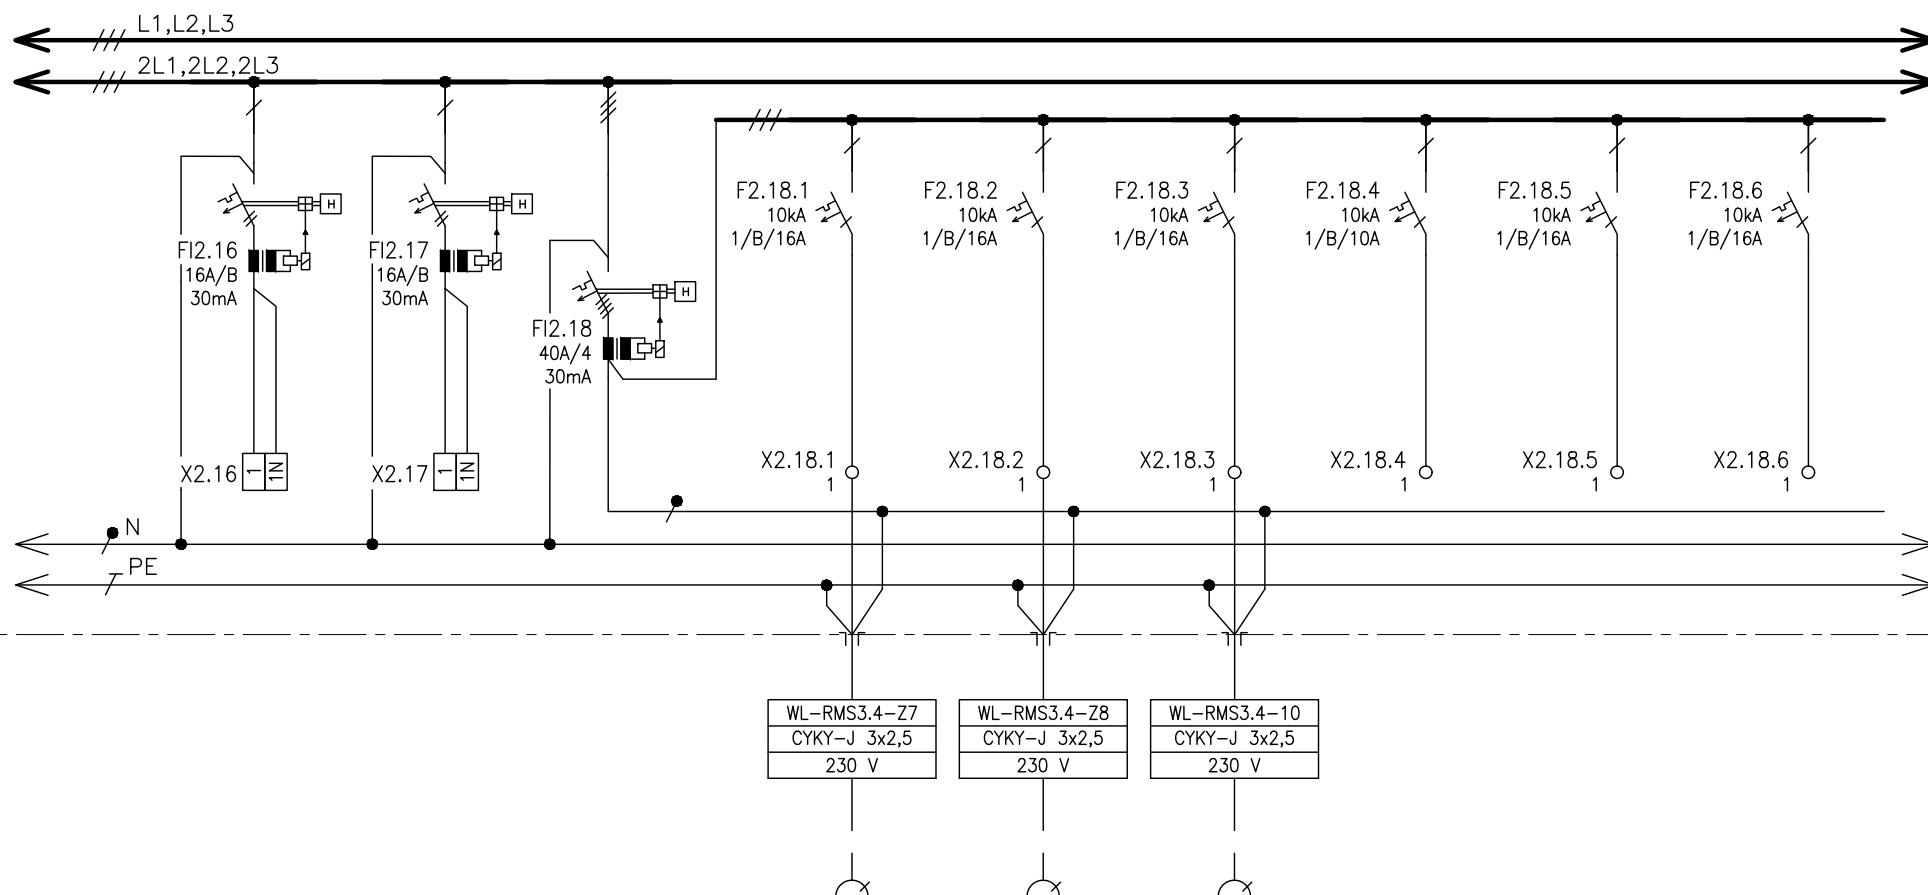 L1,L2,L3
2L1,2L2,2L3
FI2.16
16A/B
30mA
H
FI2.17
16A/B
30mA
H
FI2.18
40A/4
30mA
H
F2.18.1
10kA
1/B/16A
F2.18.2
10kA
1/B/16A
F2.18.3
10kA
1/B/16A
F2.18.4
10kA
1/B/10A
F2.18.5
10kA
1/B/16A
F2.18.6
10kA
1/B/16A
X2.16
1
1N
X2.17
1
1N
X2.18.1
1
X2.18.2
1
X2.18.3
1
X2.18.4
1
X2.18.5
1
X2.18.6
1
N
PE
WL-RMS3.4-Z7
CYKY-J 3x2,5
230 V
WL-RMS3.4-Z8
CYKY-J 3x2,5
230 V
WL-RMS3.4-10
CYKY-J 3x2,5
230 V